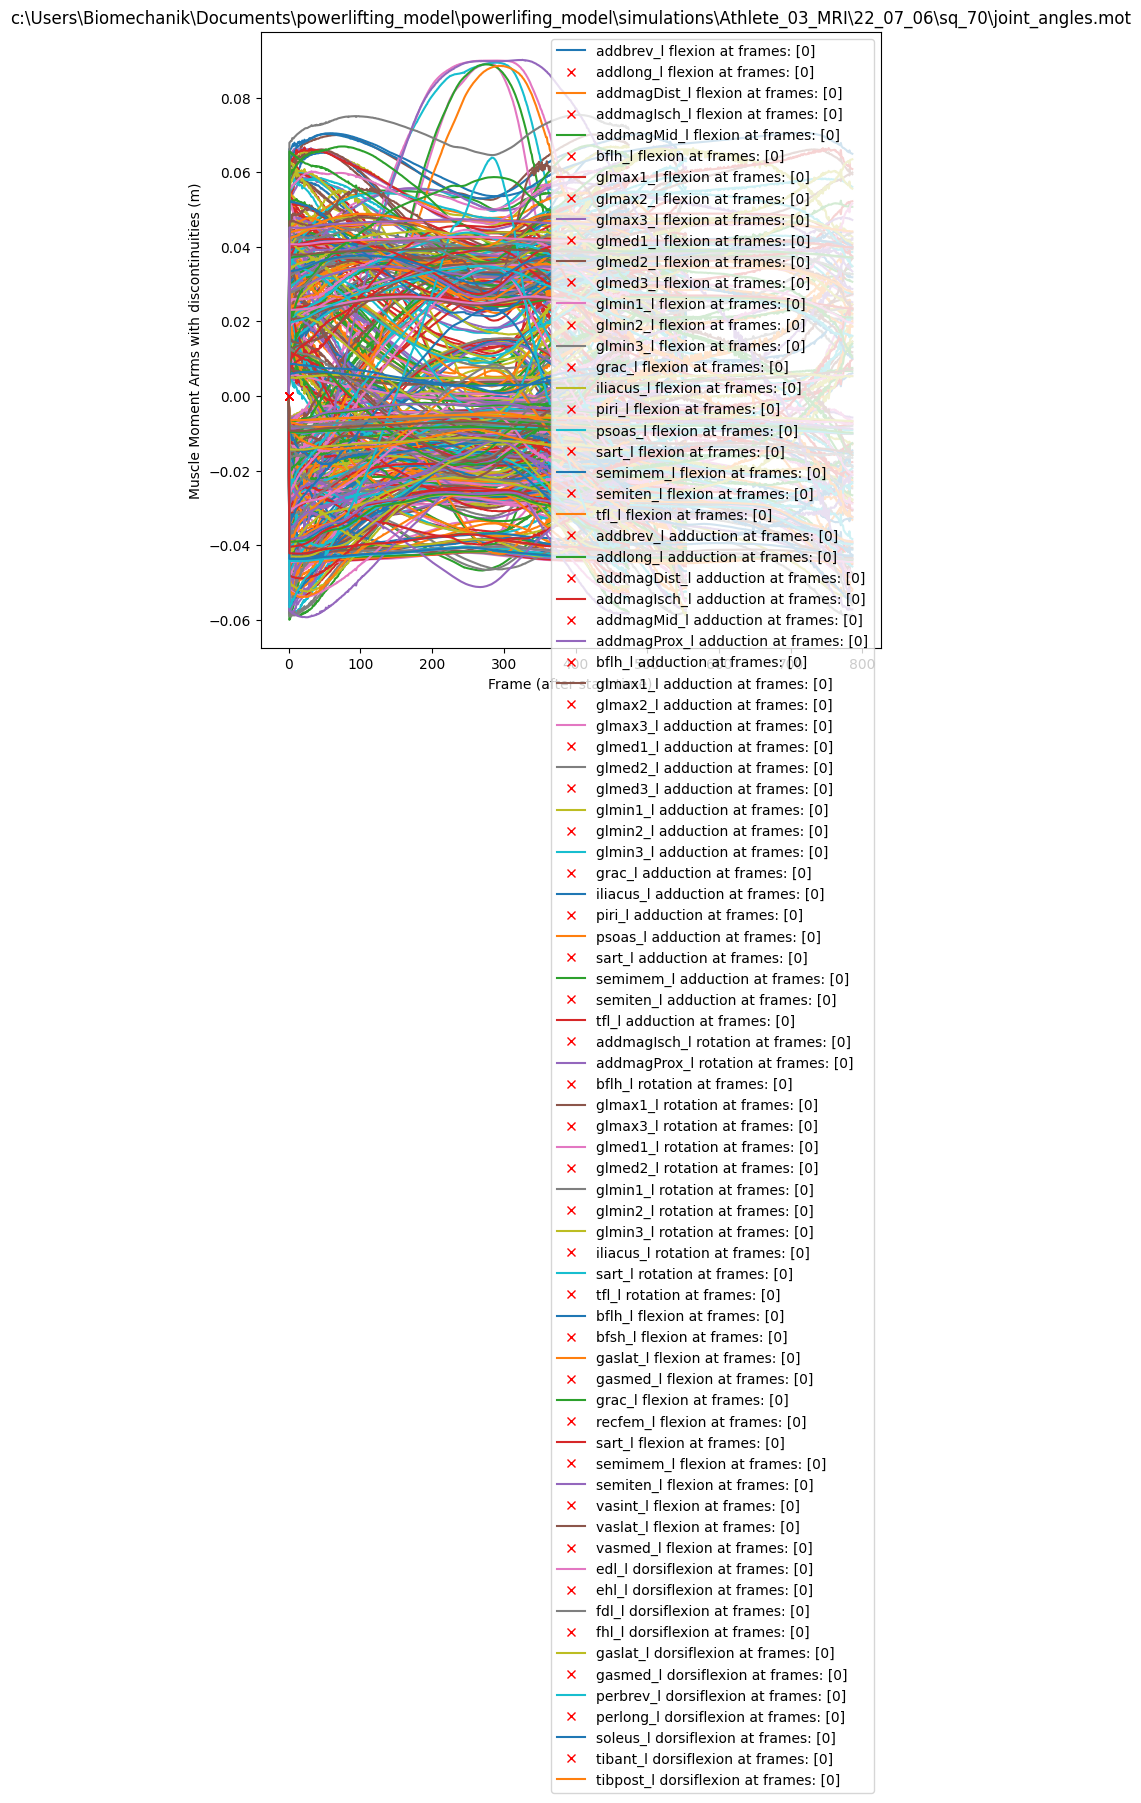 c:\Users\Biomechanik\Documents\powerlifting_model\powerlifing_model\simulations\Athlete_03_MRI\22_07_06\sq_70\joint_angles.mot
Muscle Moment Arms with discontinuities (m)
0.08
0.06
0.04
0.02
0.00
−0.02
−0.04
−0.06
0 100 200 300 400 500 600 700 800
Frame (after start time)
addbrev_l flexion at frames: [0]
addlong_l flexion at frames: [0]
addmagDist_l flexion at frames: [0]
addmagIsch_l flexion at frames: [0]
addmagMid_l flexion at frames: [0]
bflh_l flexion at frames: [0]
glmax1_l flexion at frames: [0]
glmax2_l flexion at frames: [0]
glmax3_l flexion at frames: [0]
glmed1_l flexion at frames: [0]
glmed2_l flexion at frames: [0]
glmed3_l flexion at frames: [0]
glmin1_l flexion at frames: [0]
glmin2_l flexion at frames: [0]
glmin3_l flexion at frames: [0]
grac_l flexion at frames: [0]
iliacus_l flexion at frames: [0]
piri_l flexion at frames: [0]
psoas_l flexion at frames: [0]
sart_l flexion at frames: [0]
semimem_l flexion at frames: [0]
semiten_l flexion at frames: [0]
tfl_l flexion at frames: [0]
addbrev_l adduction at frames: [0]
addlong_l adduction at frames: [0]
addmagDist_l adduction at frames: [0]
addmagIsch_l adduction at frames: [0]
addmagMid_l adduction at frames: [0]
addmagProx_l adduction at frames: [0]
bflh_l adduction at frames: [0]
glmax1_l adduction at frames: [0]
glmax2_l adduction at frames: [0]
glmax3_l adduction at frames: [0]
glmed1_l adduction at frames: [0]
glmed2_l adduction at frames: [0]
glmed3_l adduction at frames: [0]
glmin1_l adduction at frames: [0]
glmin2_l adduction at frames: [0]
glmin3_l adduction at frames: [0]
grac_l adduction at frames: [0]
iliacus_l adduction at frames: [0]
piri_l adduction at frames: [0]
psoas_l adduction at frames: [0]
sart_l adduction at frames: [0]
semimem_l adduction at frames: [0]
semiten_l adduction at frames: [0]
tfl_l adduction at frames: [0]
addmagIsch_l rotation at frames: [0]
addmagProx_l rotation at frames: [0]
bflh_l rotation at frames: [0]
glmax1_l rotation at frames: [0]
glmax3_l rotation at frames: [0]
glmed1_l rotation at frames: [0]
glmed2_l rotation at frames: [0]
glmin1_l rotation at frames: [0]
glmin2_l rotation at frames: [0]
glmin3_l rotation at frames: [0]
iliacus_l rotation at frames: [0]
sart_l rotation at frames: [0]
tfl_l rotation at frames: [0]
bflh_l flexion at frames: [0]
bfsh_l flexion at frames: [0]
gaslat_l flexion at frames: [0]
gasmed_l flexion at frames: [0]
grac_l flexion at frames: [0]
recfem_l flexion at frames: [0]
sart_l flexion at frames: [0]
semimem_l flexion at frames: [0]
semiten_l flexion at frames: [0]
vasint_l flexion at frames: [0]
vaslat_l flexion at frames: [0]
vasmed_l flexion at frames: [0]
edl_l dorsiflexion at frames: [0]
ehl_l dorsiflexion at frames: [0]
fdl_l dorsiflexion at frames: [0]
fhl_l dorsiflexion at frames: [0]
gaslat_l dorsiflexion at frames: [0]
gasmed_l dorsiflexion at frames: [0]
perbrev_l dorsiflexion at frames: [0]
perlong_l dorsiflexion at frames: [0]
soleus_l dorsiflexion at frames: [0]
tibant_l dorsiflexion at frames: [0]
tibpost_l dorsiflexion at frames: [0]